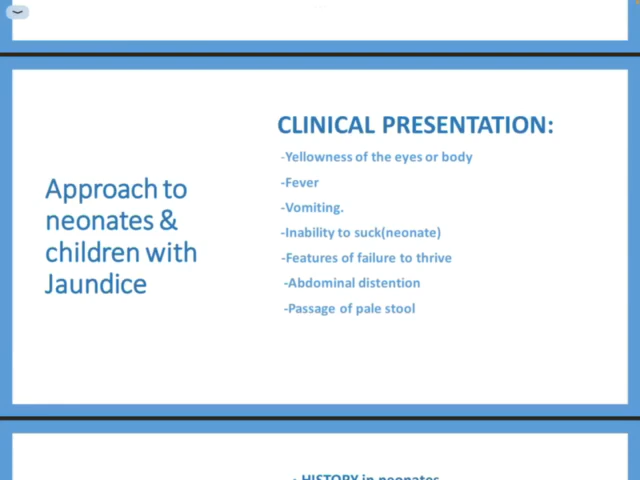 Approach to
neonates &
children with
Jaundice
CLINICAL PRESENTATION:
-Yellowness of the eyes or body
-Fever
-Vomiting.
-Inability to suck(neonate)
-Features of failure to thrive
-Abdominal distention
-Passage of pale stool
• HISTORY in neonates